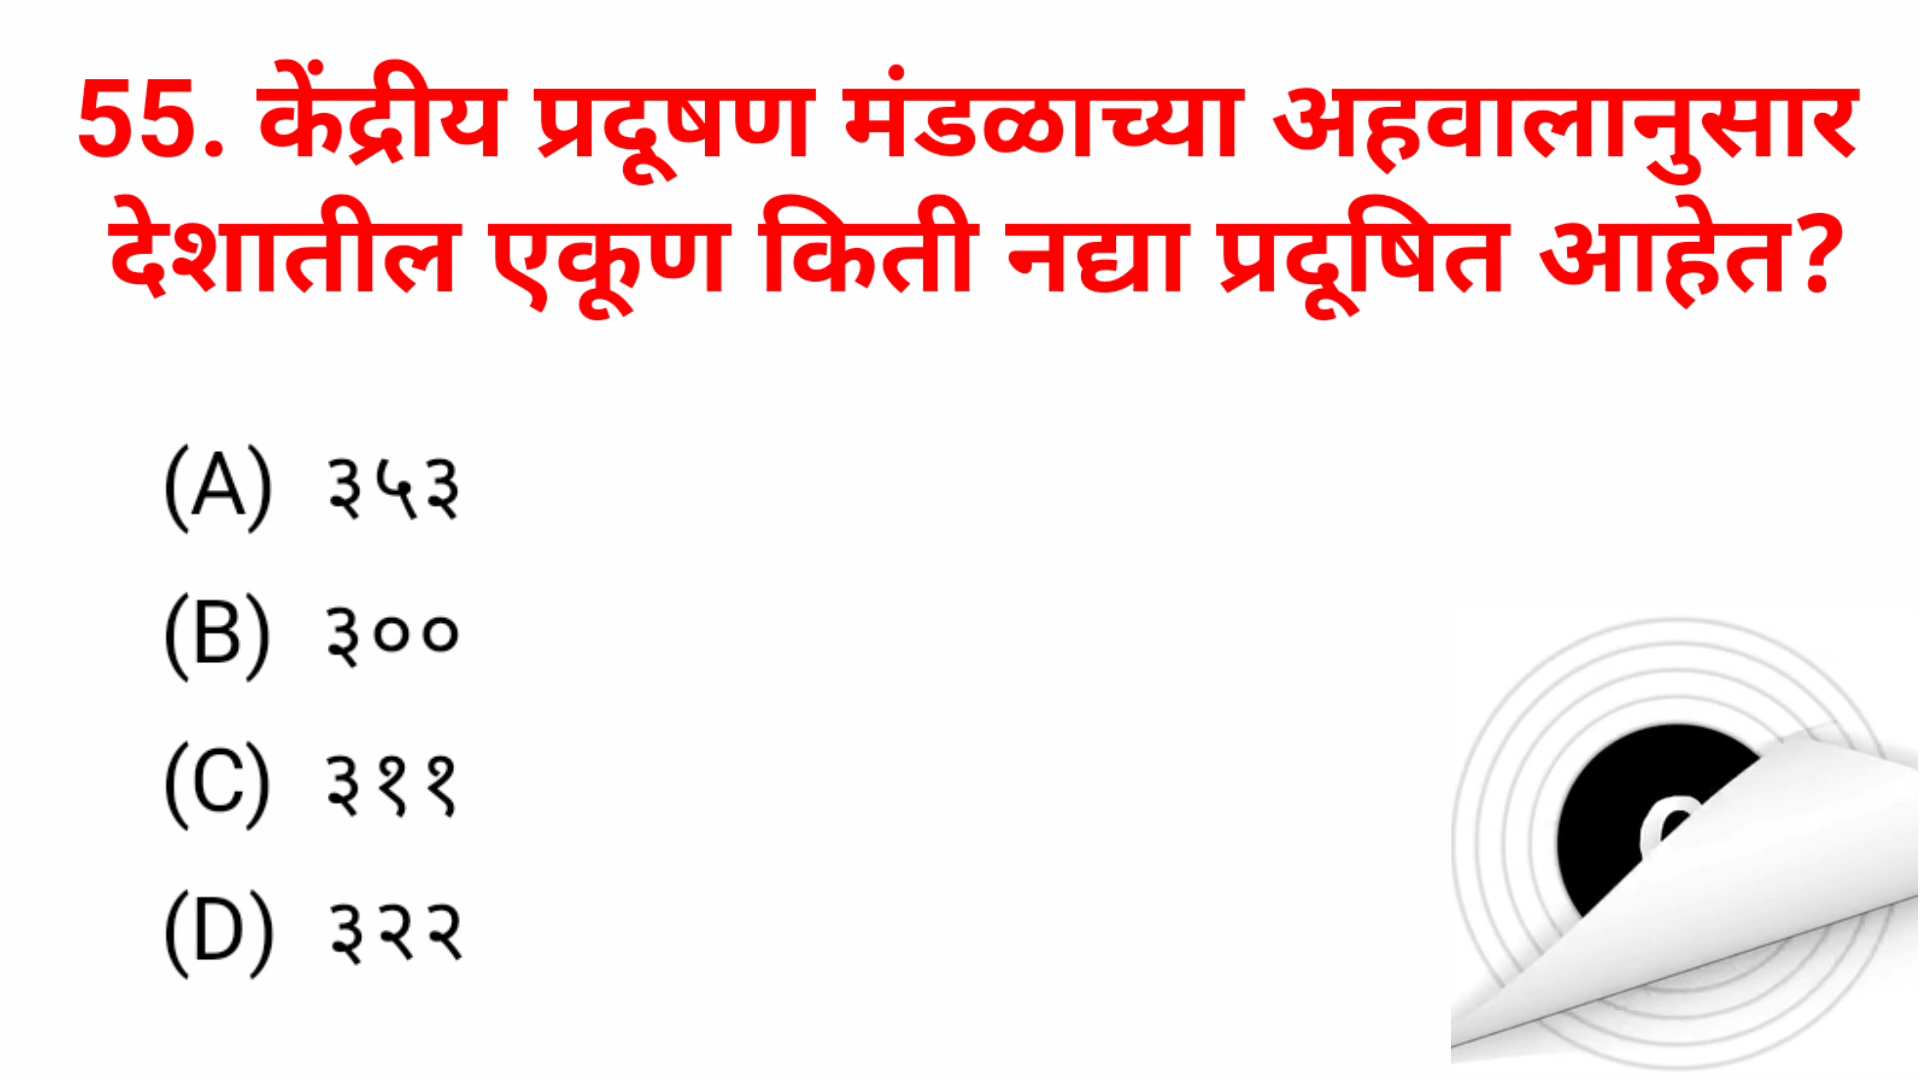 55. केंद्रीय प्रदूषण मंडळाच्या अहवालानुसार
देशातील एकूण किती नद्या प्रदूषित आहेत?
(A) ३५३
(B) ३००
(C) ३११
(D) ३२२